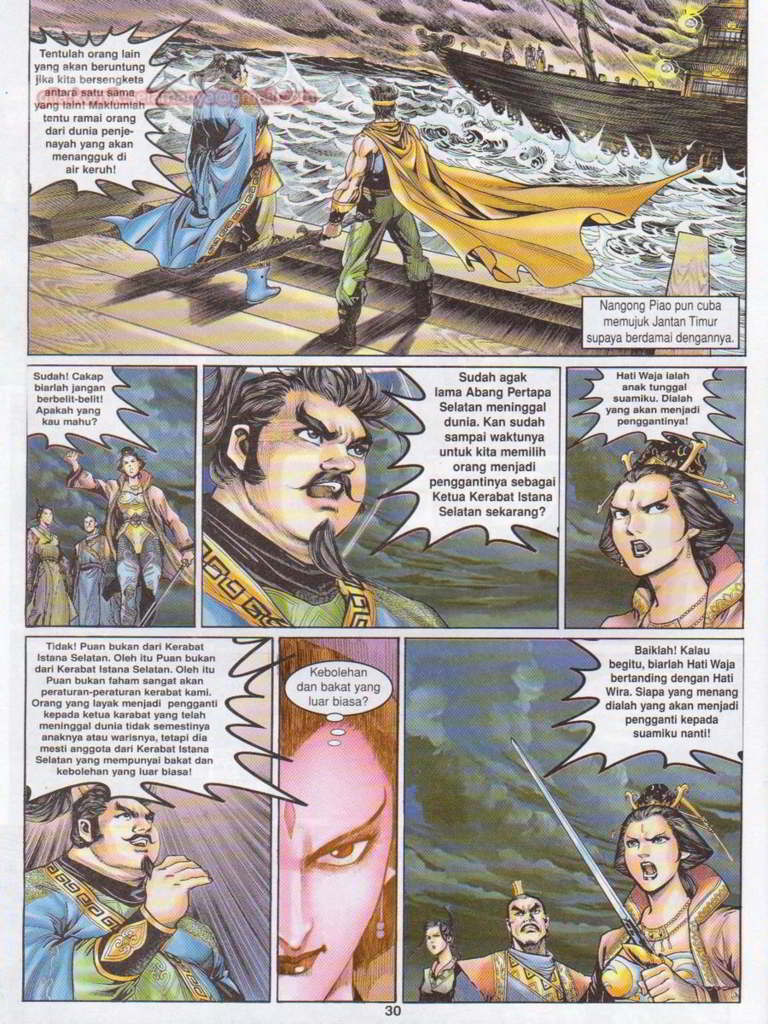 Tentulah orang lain
yang akan beruntung
jika kita bersengketa
antara satu sama
yang lain! Maklumlah
tentu ramai orang
dari dunia penje-
nayah yang akan
menangguk di
air keruh!
Nangong Piao pun cuba
memujuk Jantan Timur
supaya berdamai dengannya.
Sudah! Cakap
biarlah jangan
berbelit-belit!
Apakah yang
kau mahu?
Sudah agak
lama Abang Pertapa
Selatan meninggal
dunia. Kan sudah
sampai waktunya
untuk kita memilih
orang menjadi
penggantinya sebagai
Ketua Kerabat Istana
Selatan sekarang?
Hati Waja ialah
anak tunggal
suamiku. Dialah
yang akan menjadi
penggantinya!
Tidak! Puan bukan dari Kerabat
Istana Selatan. Oleh itu Puan bukan
dari Kerabat Istana Selatan. Oleh itu
Puan bukan faham sangat akan
peraturan-peraturan kerabat kami.
Orang yang layak menjadi pengganti
kepada ketua karabat yang telah
meninggal dunia tidak semestinya
anaknya atau warisnya, tetapi dia
mesti anggota dari Kerabat Istana
Selatan yang mempunyai bakat dan
kebolehan yang luar biasa!
Kebolehan
dan bakat yang
luar biasa?
Baiklah! Kalau
begitu, biarlah Hati Waja
bertanding dengan Hati
Wira. Siapa yang menang
dialah yang akan menjadi
pengganti kepada
suamiku nanti!
30